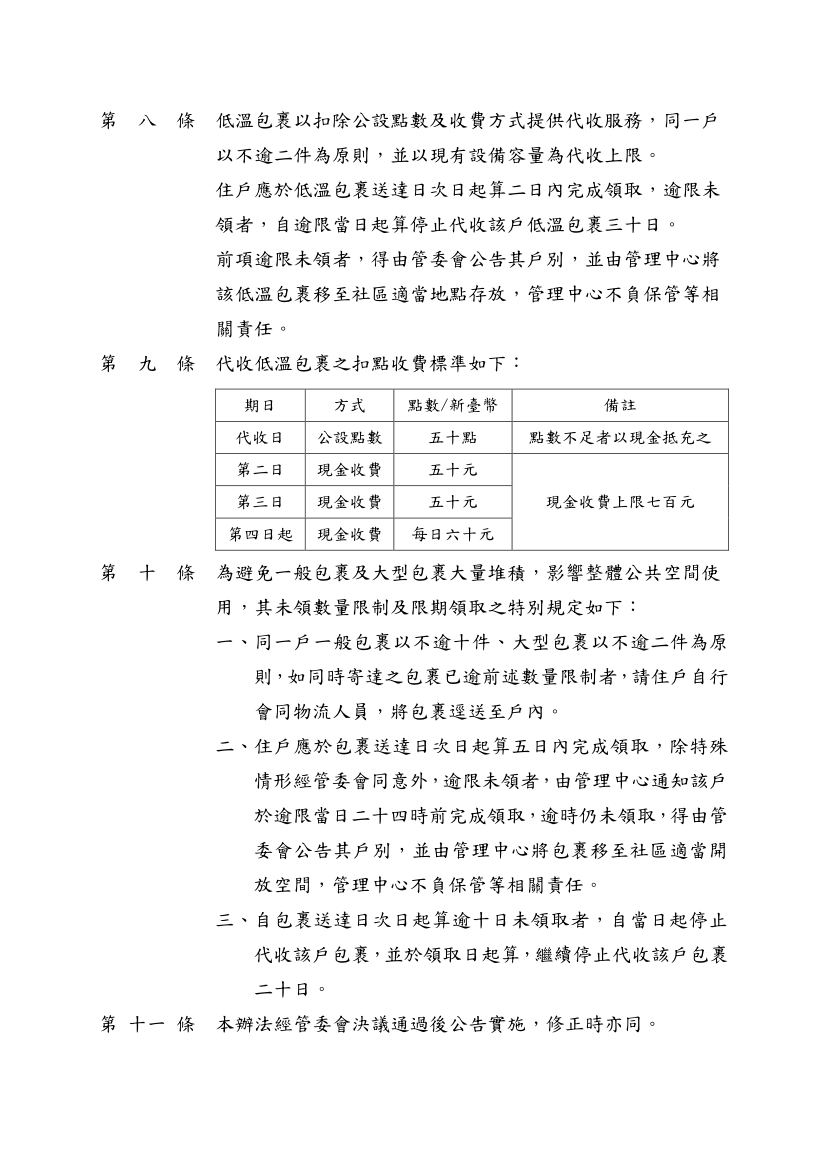 第 八 條 低溫包裹以扣除公設點數及收費方式提供代收服務，同一戶
以不逾二件為原則，並以現有設備容量為代收上限。
住戶應於低溫包裹送達日次日起算二日內完成領取，逾限未
領者，自逾限當日起算停止代收該戶低溫包裹三十日。
前項逾限未領者，得由管委會公告其戶別，並由管理中心將
該低溫包裹移至社區適當地點存放，管理中心不負保管等相
關責任。
第 九 條 代收低溫包裹之扣點收費標準如下：
期日 方式 點數/新臺幣 備註
代收日 公設點數 五十點 點數不足者以現金抵充之
第二日 現金收費 五十元
第三日 現金收費 五十元 現金收費上限七百元
第四日起 現金收費 每日六十元
第 十 條 為避免一般包裹及大型包裹大量堆積，影響整體公共空間使
用，其未領數量限制及限期領取之特別規定如下：
一、同一戶一般包裹以不逾十件、大型包裹以不逾二件為原
則，如同時寄達之包裹已逾前述數量限制者，請住戶自行
會同物流人員，將包裹逕送至戶內。
二、住戶應於包裹送達日次日起算五日內完成領取，除特殊
情形經管委會同意外，逾限未領者，由管理中心通知該戶
於逾限當日二十四時前完成領取，逾時仍未領取，得由管
委會公告其戶別，並由管理中心將包裹移至社區適當開
放空間，管理中心不負保管等相關責任。
三、自包裹送達日次日起算逾十日未領取者，自當日起停止
代收該戶包裹，並於領取日起算，繼續停止代收該戶包裹
二十日。
第 十一 條 本辦法經管委會決議通過後公告實施，修正時亦同。